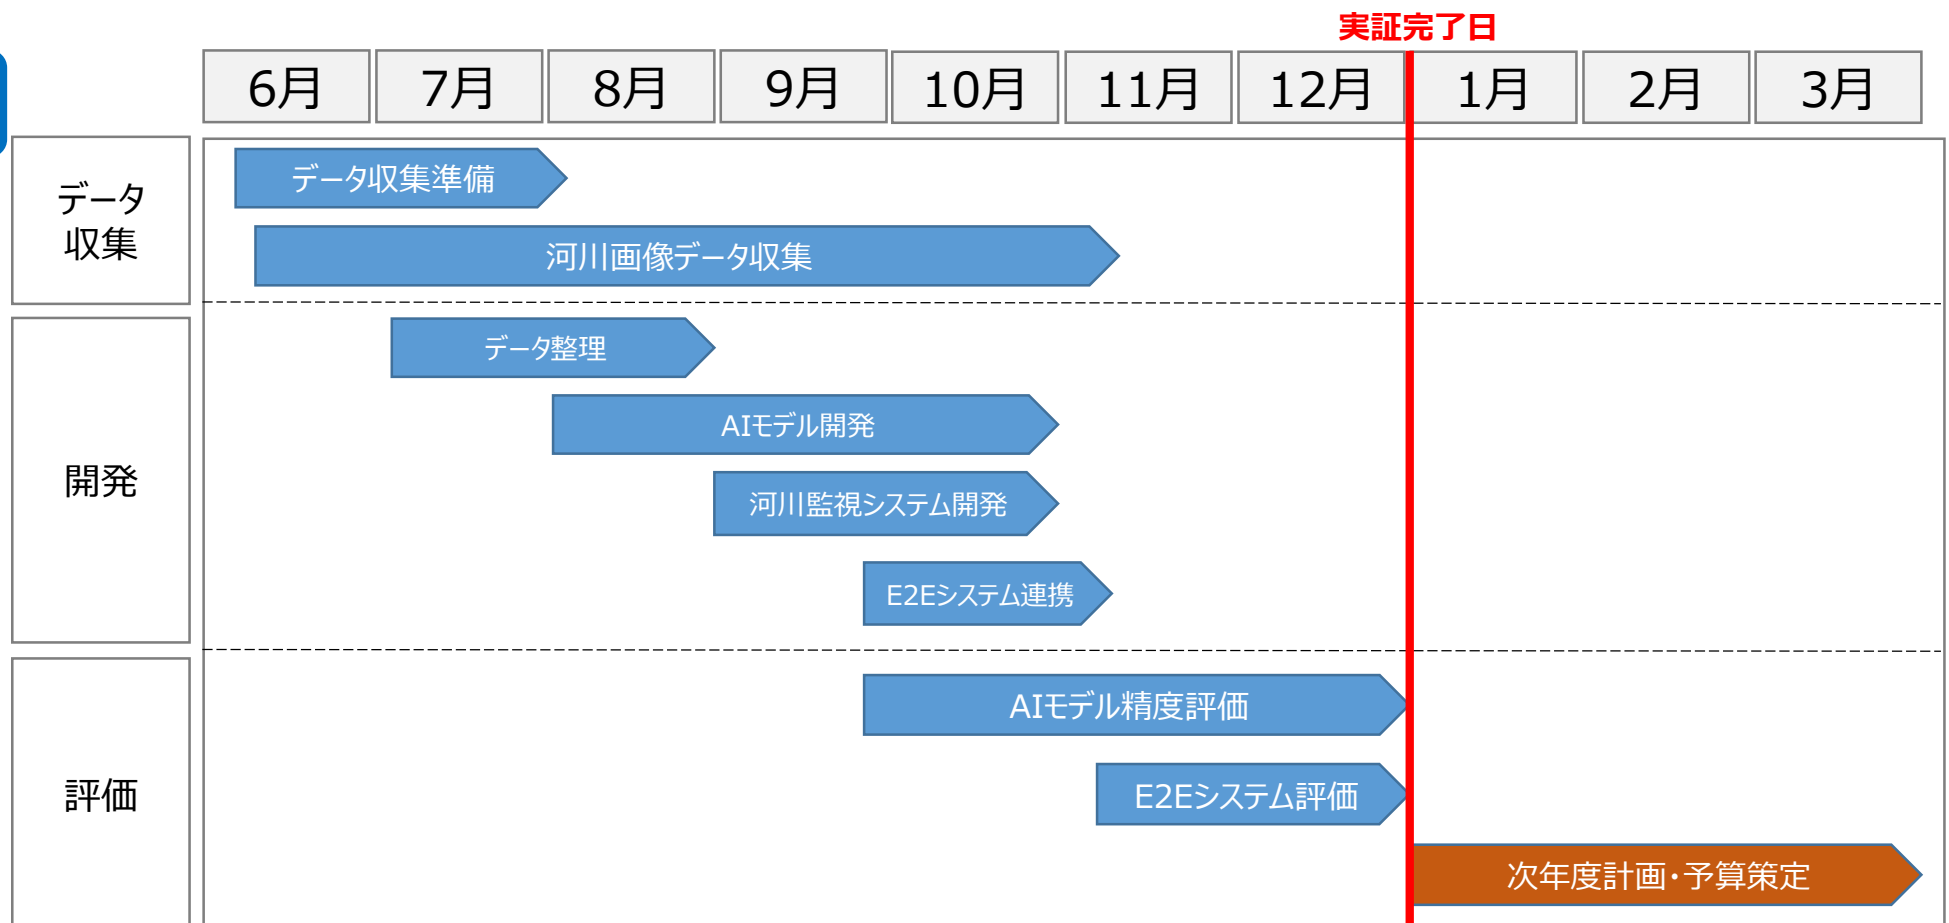 実証完了日
6月
7月
8月
9月
10月
11月
12月
1月
2月
3月
データ
収集
データ収集準備
河川画像データ収集
開発
データ整理
AIモデル開発
河川監視システム開発
E2Eシステム連携
評価
AIモデル精度評価
E2Eシステム評価
次年度計画・予算策定